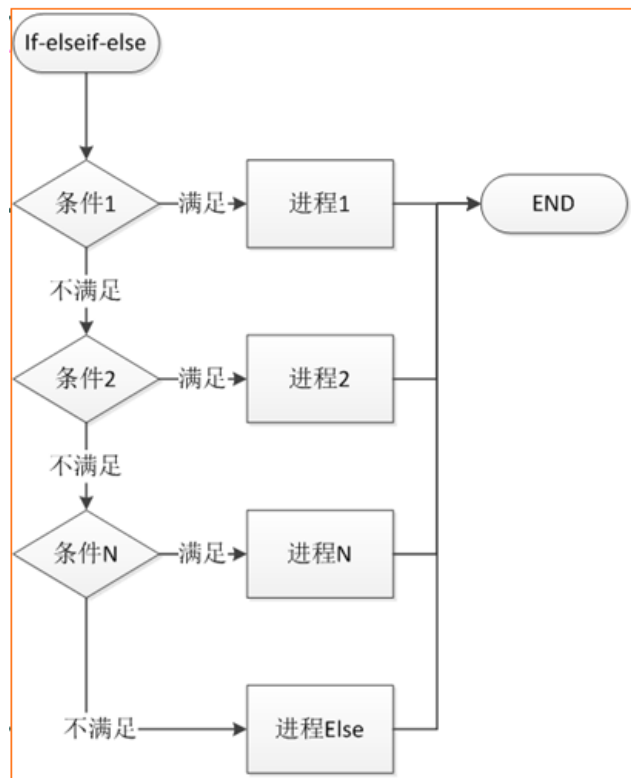 If-elseif-else
条件1
满足
进程1
END
不满足
条件2
满足
进程2
不满足
条件N
满足
进程N
不满足
进程Else